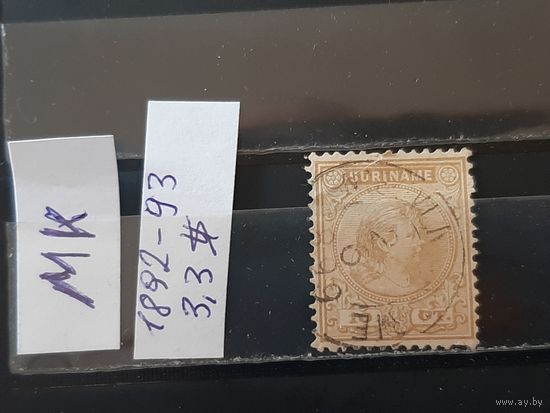 МК
1892-93
3,3 $
SURINAME
www.ay.by